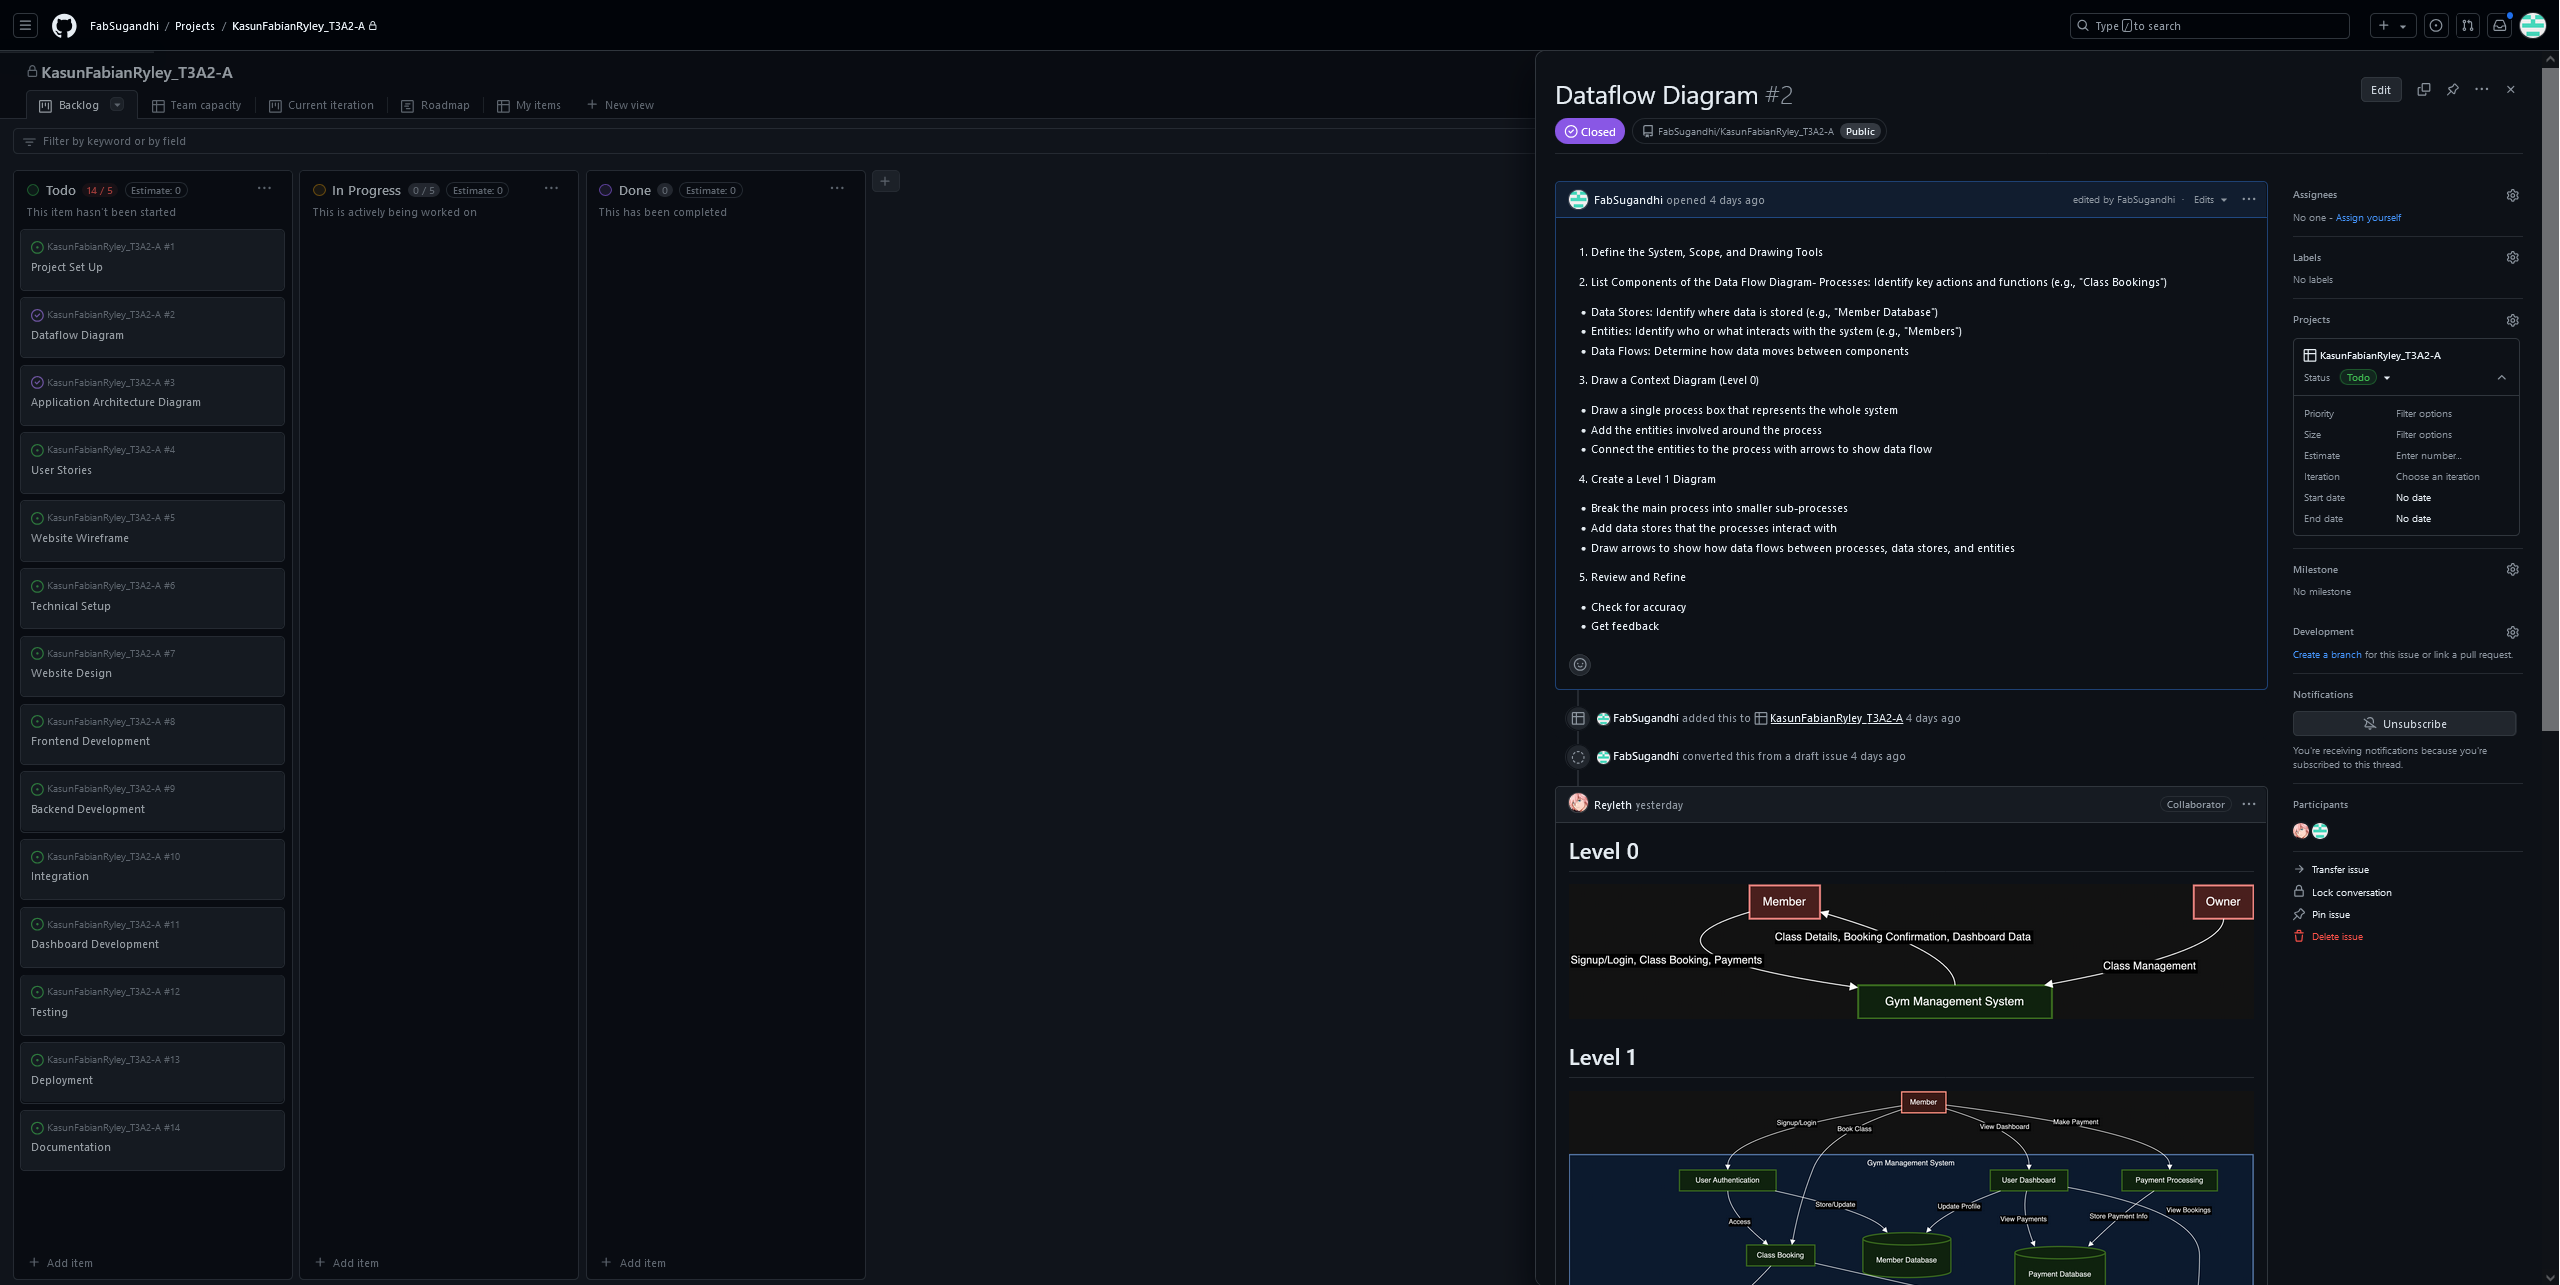 FabSugandhi / Projects / KasunFabianRyley_T3A2-A
Type / to search
KasunFabianRyley_T3A2-A
Backlog
Team capacity
Current iteration
Roadmap
My items
New view
Filter by keyword or by field
Todo 14 / 5 Estimate: 0
This item hasn't been started
KasunFabianRyley_T3A2-A #1
Project Set Up
KasunFabianRyley_T3A2-A #2
Dataflow Diagram
KasunFabianRyley_T3A2-A #3
Application Architecture Diagram
KasunFabianRyley_T3A2-A #4
User Stories
KasunFabianRyley_T3A2-A #5
Website Wireframe
KasunFabianRyley_T3A2-A #6
Technical Setup
KasunFabianRyley_T3A2-A #7
Website Design
KasunFabianRyley_T3A2-A #8
Frontend Development
KasunFabianRyley_T3A2-A #9
Backend Development
KasunFabianRyley_T3A2-A #10
Integration
KasunFabianRyley_T3A2-A #11
Dashboard Development
KasunFabianRyley_T3A2-A #12
Testing
KasunFabianRyley_T3A2-A #13
Deployment
KasunFabianRyley_T3A2-A #14
Documentation
+ Add item
In Progress 0 / 5 Estimate: 0
This is actively being worked on
+ Add item
Done 0 Estimate: 0
This has been completed
+ Add item
Dataflow Diagram #2
Edit
Closed
FabSugandhi/KasunFabianRyley_T3A2-A Public
FabSugandhi opened 4 days ago
edited by FabSugandhi · Edits
1. Define the System, Scope, and Drawing Tools
2. List Components of the Data Flow Diagram- Processes: Identify key actions and functions (e.g., "Class Bookings")
• Data Stores: Identify where data is stored (e.g., "Member Database")
• Entities: Identify who or what interacts with the system (e.g., "Members")
• Data Flows: Determine how data moves between components
3. Draw a Context Diagram (Level 0)
• Draw a single process box that represents the whole system
• Add the entities involved around the process
• Connect the entities to the process with arrows to show data flow
4. Create a Level 1 Diagram
• Break the main process into smaller sub-processes
• Add data stores that the processes interact with
• Draw arrows to show how data flows between processes, data stores, and entities
5. Review and Refine
• Check for accuracy
• Get feedback
FabSugandhi added this to KasunFabianRyley_T3A2-A 4 days ago
FabSugandhi converted this from a draft issue 4 days ago
Reyleth yesterday
Collaborator
Level 0
Member
Owner
Class Details, Booking Confirmation, Dashboard Data
Signup/Login, Class Booking, Payments
Class Management
Gym Management System
Level 1
Member
Signup/Login
Book Class
View Dashboard
Make Payment
Gym Management System
User Authentication
User Dashboard
Payment Processing
Store/Update
Update Profile
View Bookings
Access
View Payments
Store Payment Info
Class Booking
Member Database
Payment Database
Assignees
No one - Assign yourself
Labels
No labels
Projects
KasunFabianRyley_T3A2-A
Status Todo
Priority Filter options
Size Filter options
Estimate Enter number...
Iteration Choose an iteration
Start date No date
End date No date
Milestone
No milestone
Development
Create a branch for this issue or link a pull request.
Notifications
Unsubscribe
You're receiving notifications because you're
subscribed to this thread.
Participants
Transfer issue
Lock conversation
Pin issue
Delete issue